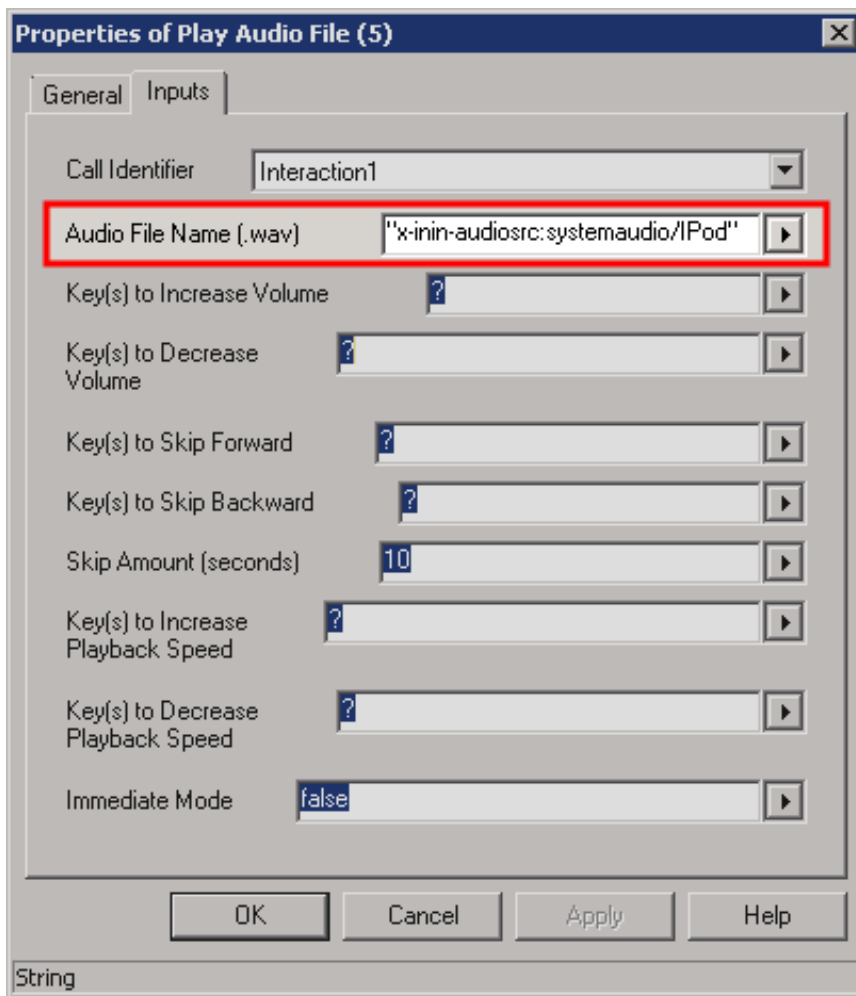 Properties of Play Audio File (5)
General
Inputs
Call Identifier
Interaction1
Audio File Name (.wav)
"x-inin-audiosrc:systemaudio/IPod"
Key(s) to Increase Volume
?
Key(s) to Decrease
Volume
?
Key(s) to Skip Forward
?
Key(s) to Skip Backward
?
Skip Amount (seconds)
10
Key(s) to Increase
Playback Speed
?
Key(s) to Decrease
Playback Speed
?
Immediate Mode
false
OK
Cancel
Apply
Help
String